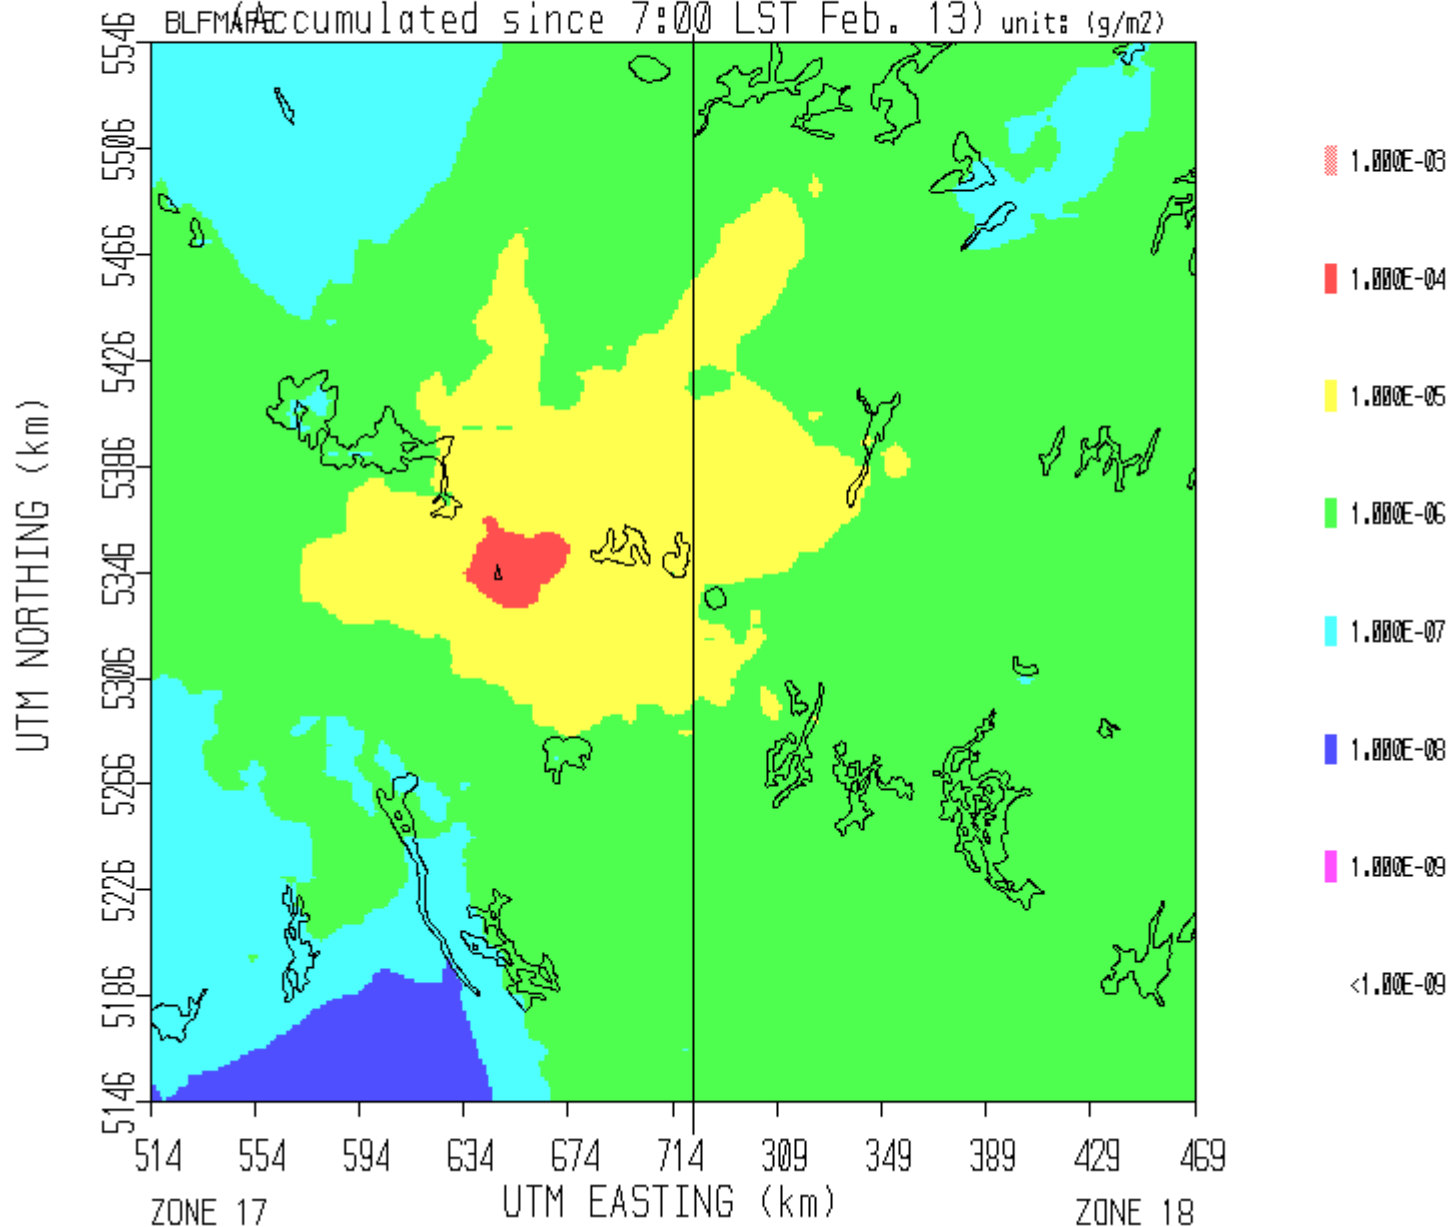 (Accumulated since 7:00 LST Feb. 13) unit: (g/m2)
5546
5506
5466
5426
5386
5346
5306
5266
5226
5186
5146
UTM NORTHING (km)
514 554 594 634 674 714 309 349 389 429 469
ZONE 17 UTM EASTING (km) ZONE 18
1.000E-03
1.000E-04
1.000E-05
1.000E-06
1.000E-07
1.000E-08
1.000E-09
<1.00E-09